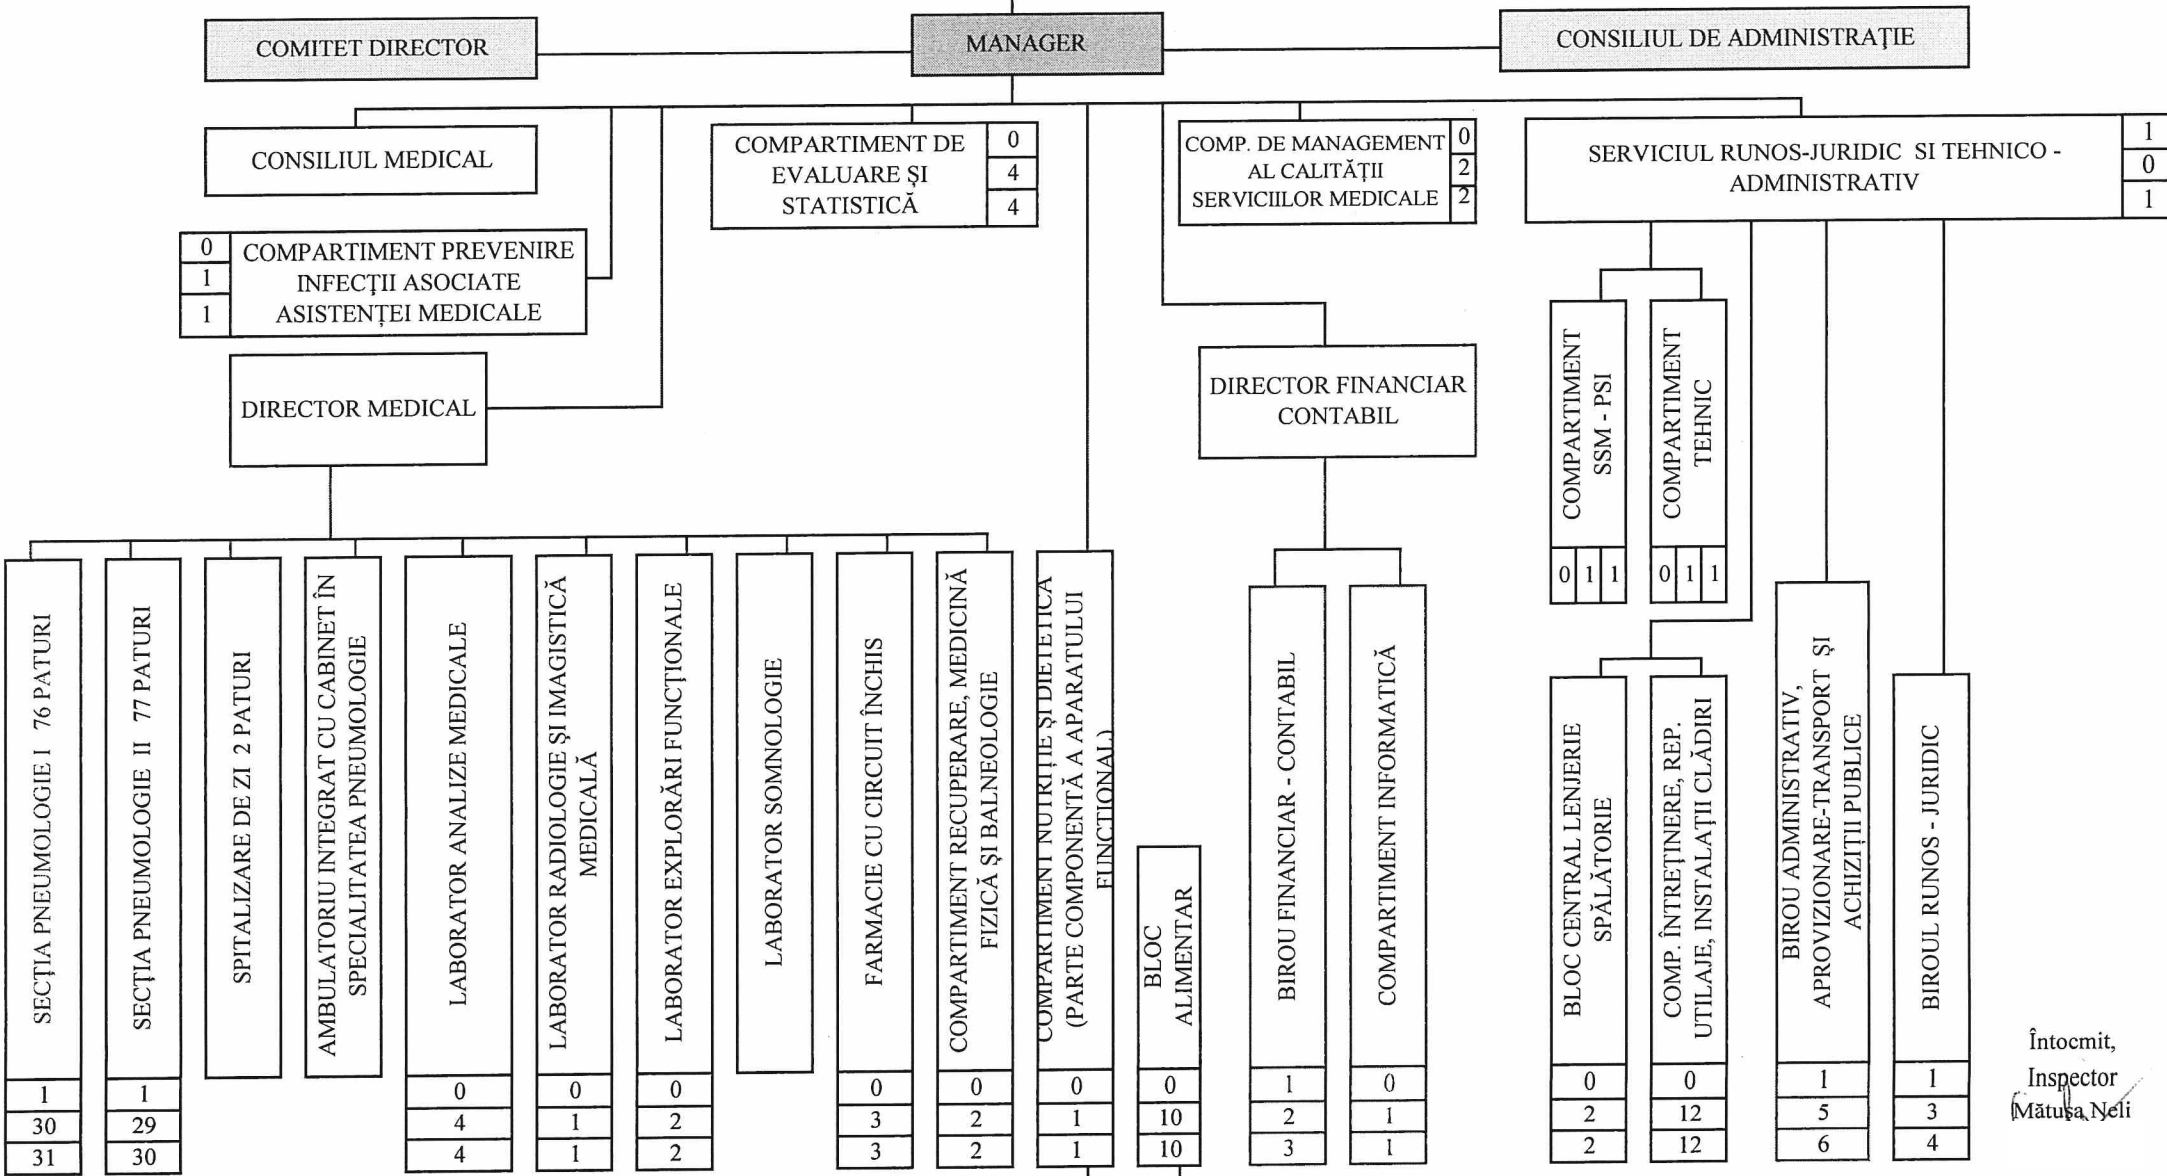 COMITET DIRECTOR
MANAGER
CONSILIUL DE ADMINISTRAŢIE
CONSILIUL MEDICAL
COMPARTIMENT DE
EVALUARE ȘI
STATISTICĂ
0
4
4
COMP. DE MANAGEMENT
AL CALITĂȚII
SERVICIILOR MEDICALE
0
2
2
SERVICIUL RUNOS-JURIDIC SI TEHNICO -
ADMINISTRATIV
1
0
1
0
1
1
COMPARTIMENT PREVENIRE
INFECȚII ASOCIATE
ASISTENȚEI MEDICALE
DIRECTOR MEDICAL
DIRECTOR FINANCIAR
CONTABIL
COMPARTIMENT
SSM - PSI
0 1 1
COMPARTIMENT
TEHNIC
0 1 1
SECŢIA PNEUMOLOGIE I 76 PATURI
1
30
31
SECŢIA PNEUMOLOGIE II 77 PATURI
1
29
30
SPITALIZARE DE ZI 2 PATURI
AMBULATORIU INTEGRAT CU CABINET ÎN
SPECIALITATEA PNEUMOLOGIE
LABORATOR ANALIZE MEDICALE
0
4
4
LABORATOR RADIOLOGIE ȘI IMAGISTICĂ
MEDICALĂ
0
1
1
LABORATOR EXPLORĂRI FUNCŢIONALE
0
2
2
LABORATOR SOMNOLOGIE
FARMACIE CU CIRCUIT ÎNCHIS
0
3
3
COMPARTIMENT RECUPERARE, MEDICINĂ
FIZICĂ ȘI BALNEOLOGIE
0
2
2
COMPARTIMENT NUTRIȚIE ȘI DIETETICĂ
(PARTE COMPONENTĂ A APARATULUI
FUNCȚIONAL)
0
1
1
BLOC
ALIMENTAR
0
10
10
BIROU FINANCIAR - CONTABIL
1
2
3
COMPARTIMENT INFORMATICĂ
0
1
1
BLOC CENTRAL LENJERIE
SPĂLĂTORIE
0
2
2
COMP. ÎNTREȚINERE, REP.
UTILAJE, INSTALAȚII CLĂDIRI
0
12
12
BIROU ADMINISTRATIV,
APROVIZIONARE-TRANSPORT ȘI
ACHIZIȚII PUBLICE
1
5
6
BIROUL RUNOS - JURIDIC
1
3
4
Întocmit,
Inspector
Mătușa Neli